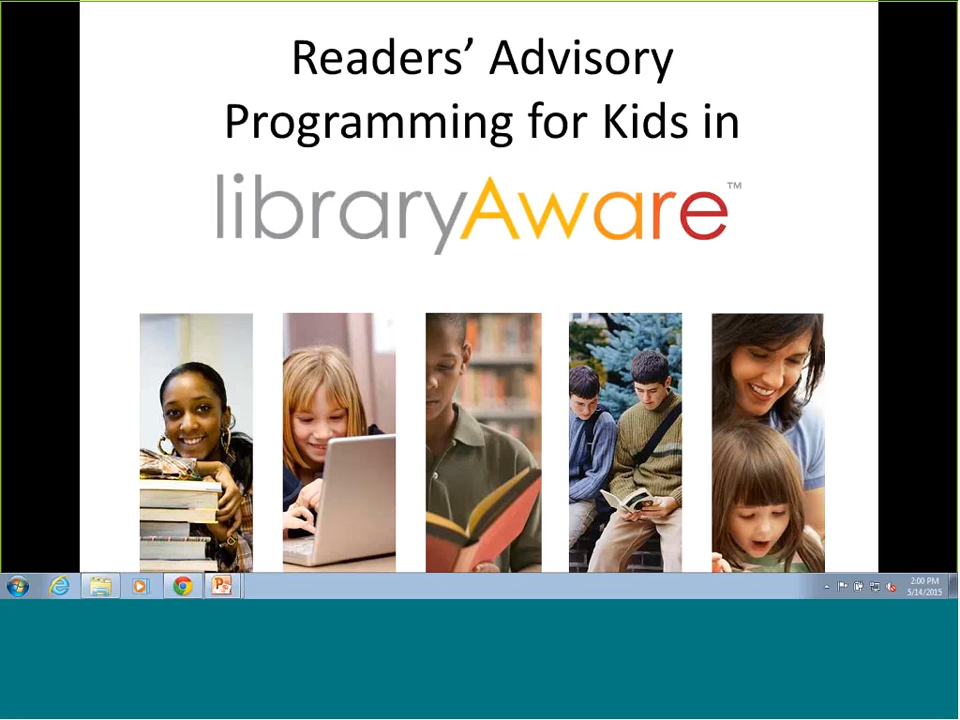 Readers’ Advisory
Programming for Kids in
libraryAware™
2:00 PM
5/14/2015